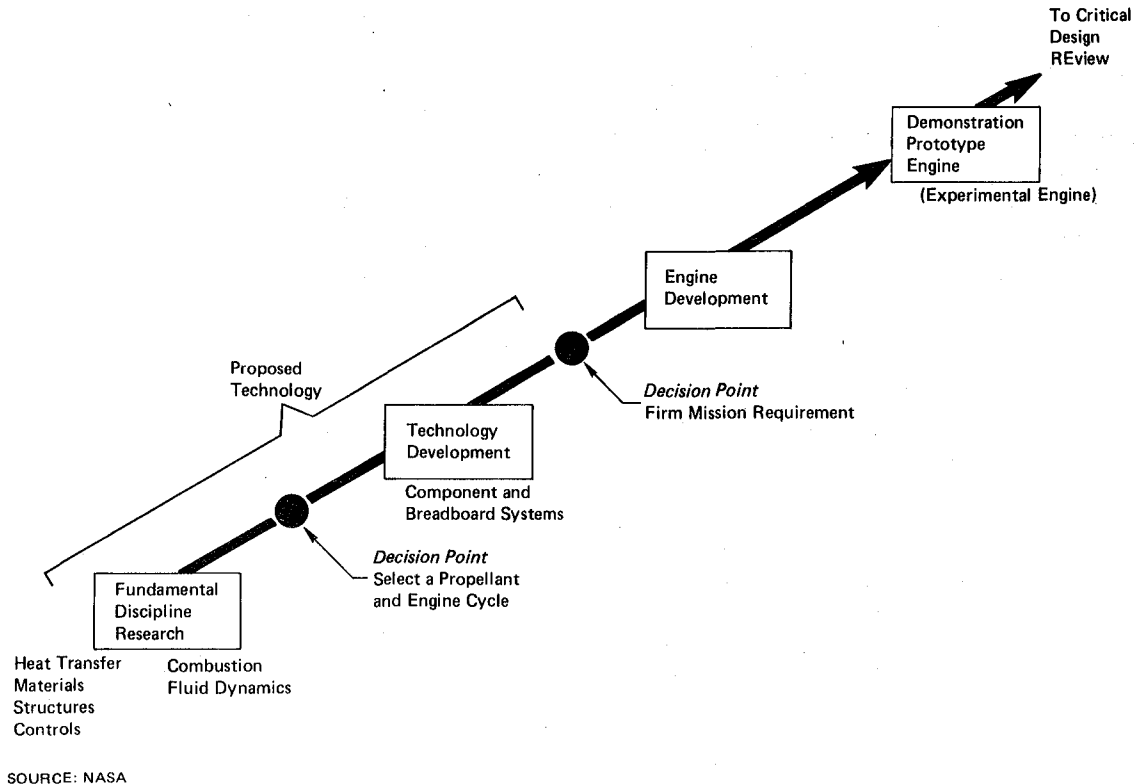 To Critical
Design
REview
Demonstration
Prototype
Engine
(Experimental Engine)
Engine
Development
Decision Point
Firm Mission Requirement
Proposed
Technology
Technology
Development
Component and
Breadboard Systems
Decision Point
Select a Propellant
and Engine Cycle
Fundamental
Discipline
Research
Heat Transfer
Materials
Structures
Controls
Combustion
Fluid Dynamics
SOURCE: NASA